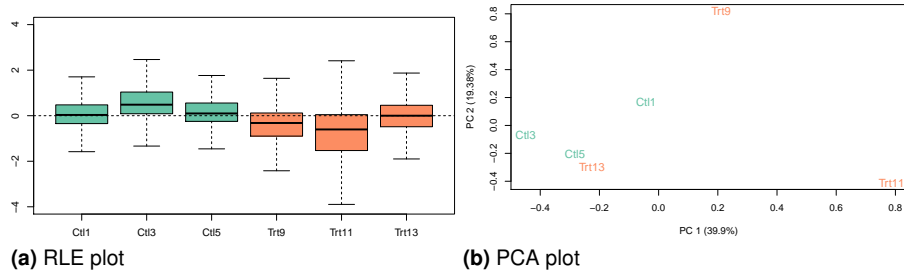 4
2
0
−2
−4
Ctl1 Ctl3 Ctl5 Trt9 Trt11 Trt13
(a) RLE plot
PC 2 (19.38%)
0.8
0.6
0.4
0.2
0.0
−0.2
−0.4
Trt9
Ctl1
Ctl3
Ctl5
Trt13
Trt11
−0.4 −0.2 0.0 0.2 0.4 0.6 0.8
PC 1 (39.9%)
(b) PCA plot